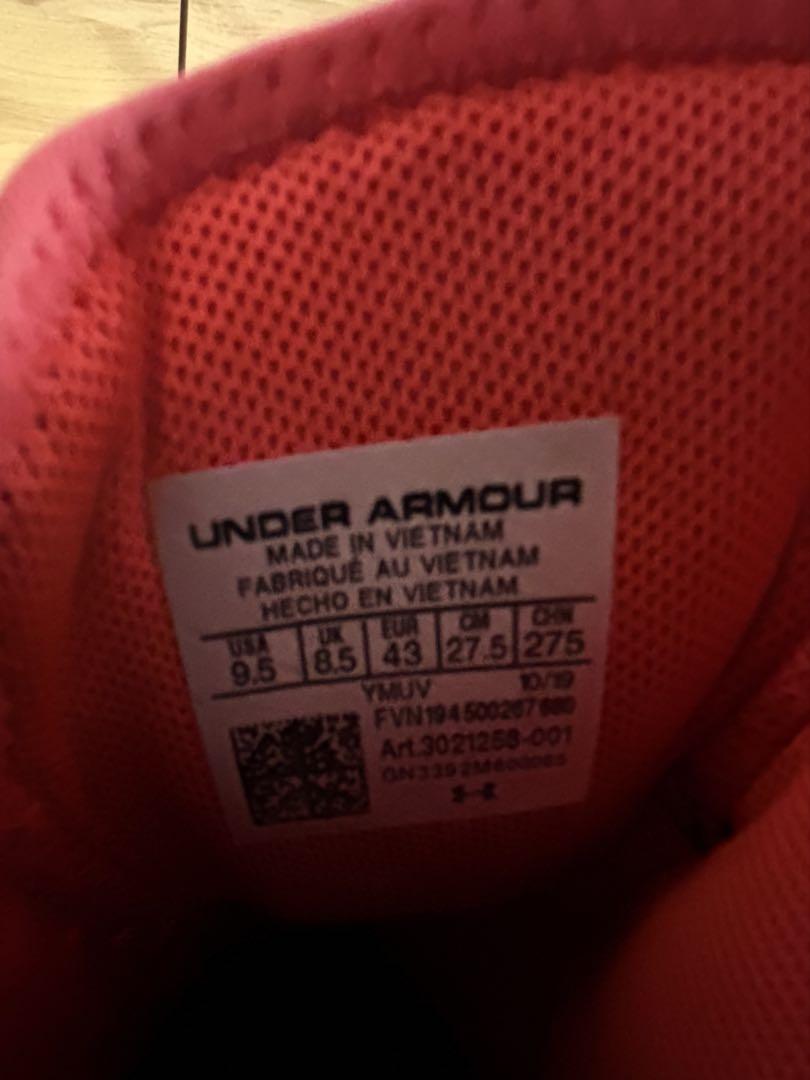 UNDER ARMOUR
MADE IN VIETNAM
FABRIQUÉ AU VIETNAM
HECHO EN VIETNAM
USA UK EUR CM CHN
9.5 8.5 43 27.5 275
YMUV 10/19
Art.3021258-001